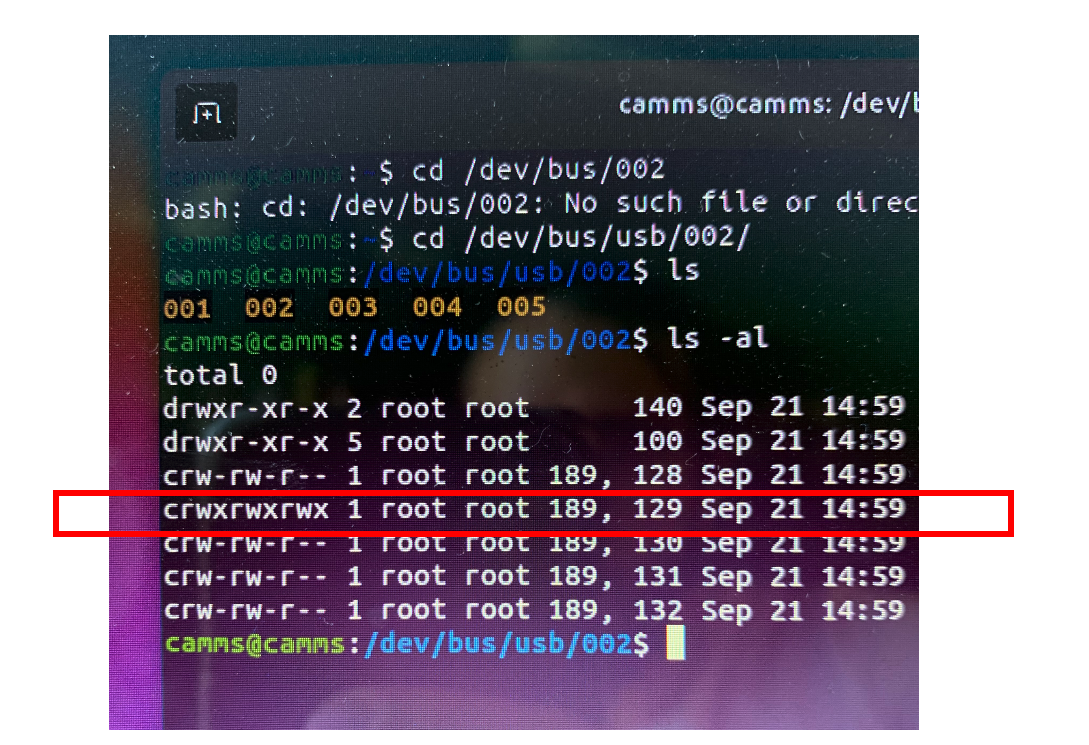 camms@camms: /dev/b
camms@camms:~$ cd /dev/bus/002
bash: cd: /dev/bus/002: No such file or direc
camms@camms:~$ cd /dev/bus/usb/002/
camms@camms:/dev/bus/usb/002$ ls
001 002 003 004 005
camms@camms:/dev/bus/usb/002$ ls -al
total 0
drwxr-xr-x 2 root root 140 Sep 21 14:59
drwxr-xr-x 5 root root 100 Sep 21 14:59
crw-rw-r-- 1 root root 189, 128 Sep 21 14:59
crwxrwxrwx 1 root root 189, 129 Sep 21 14:59
crw-rw-r-- 1 root root 189, 130 Sep 21 14:59
crw-rw-r-- 1 root root 189, 131 Sep 21 14:59
crw-rw-r-- 1 root root 189, 132 Sep 21 14:59
camms@camms:/dev/bus/usb/002$